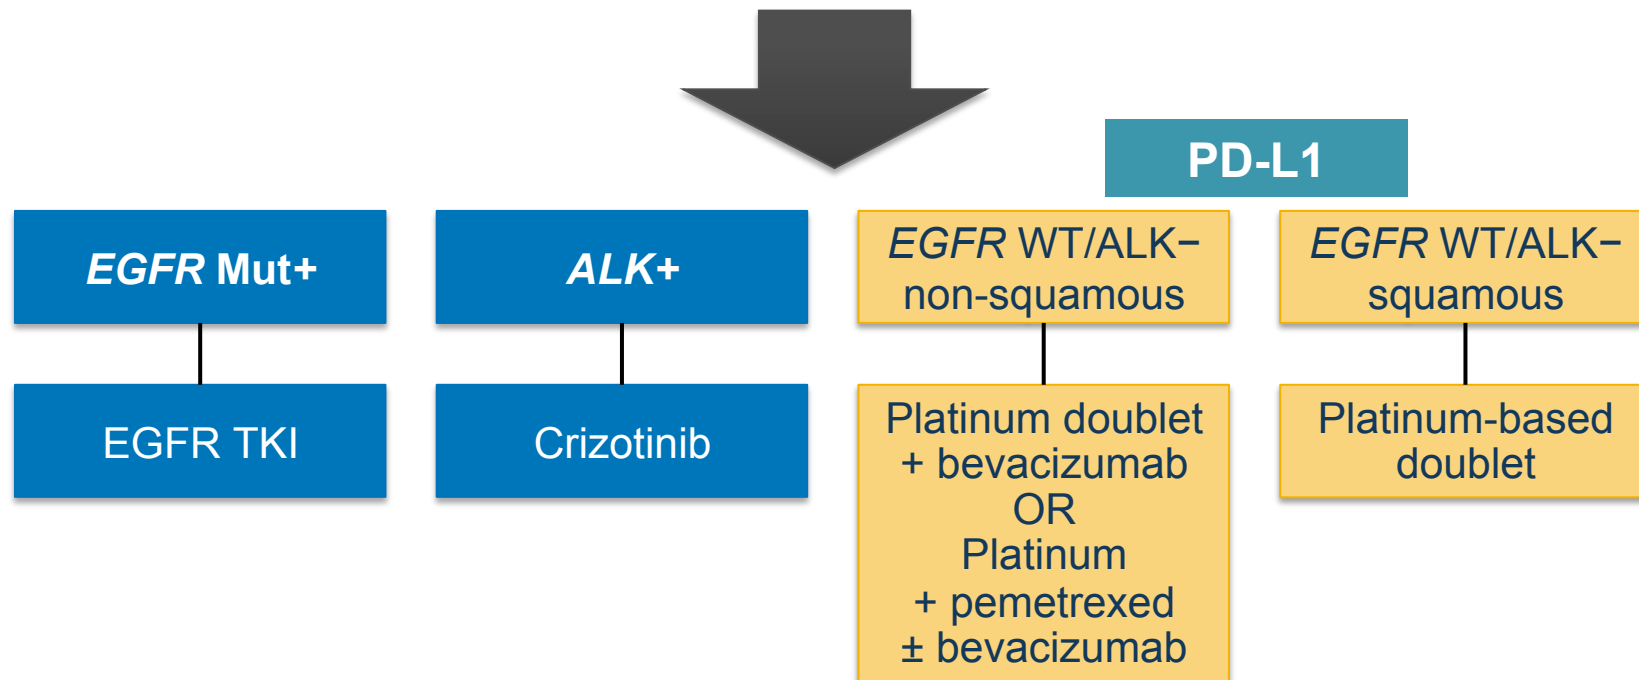 PD-L1
EGFR Mut+
ALK+
EGFR WT/ALK−
non-squamous
EGFR WT/ALK−
squamous
EGFR TKI
Crizotinib
Platinum doublet
+ bevacizumab
OR
Platinum
+ pemetrexed
± bevacizumab
Platinum-based
doublet